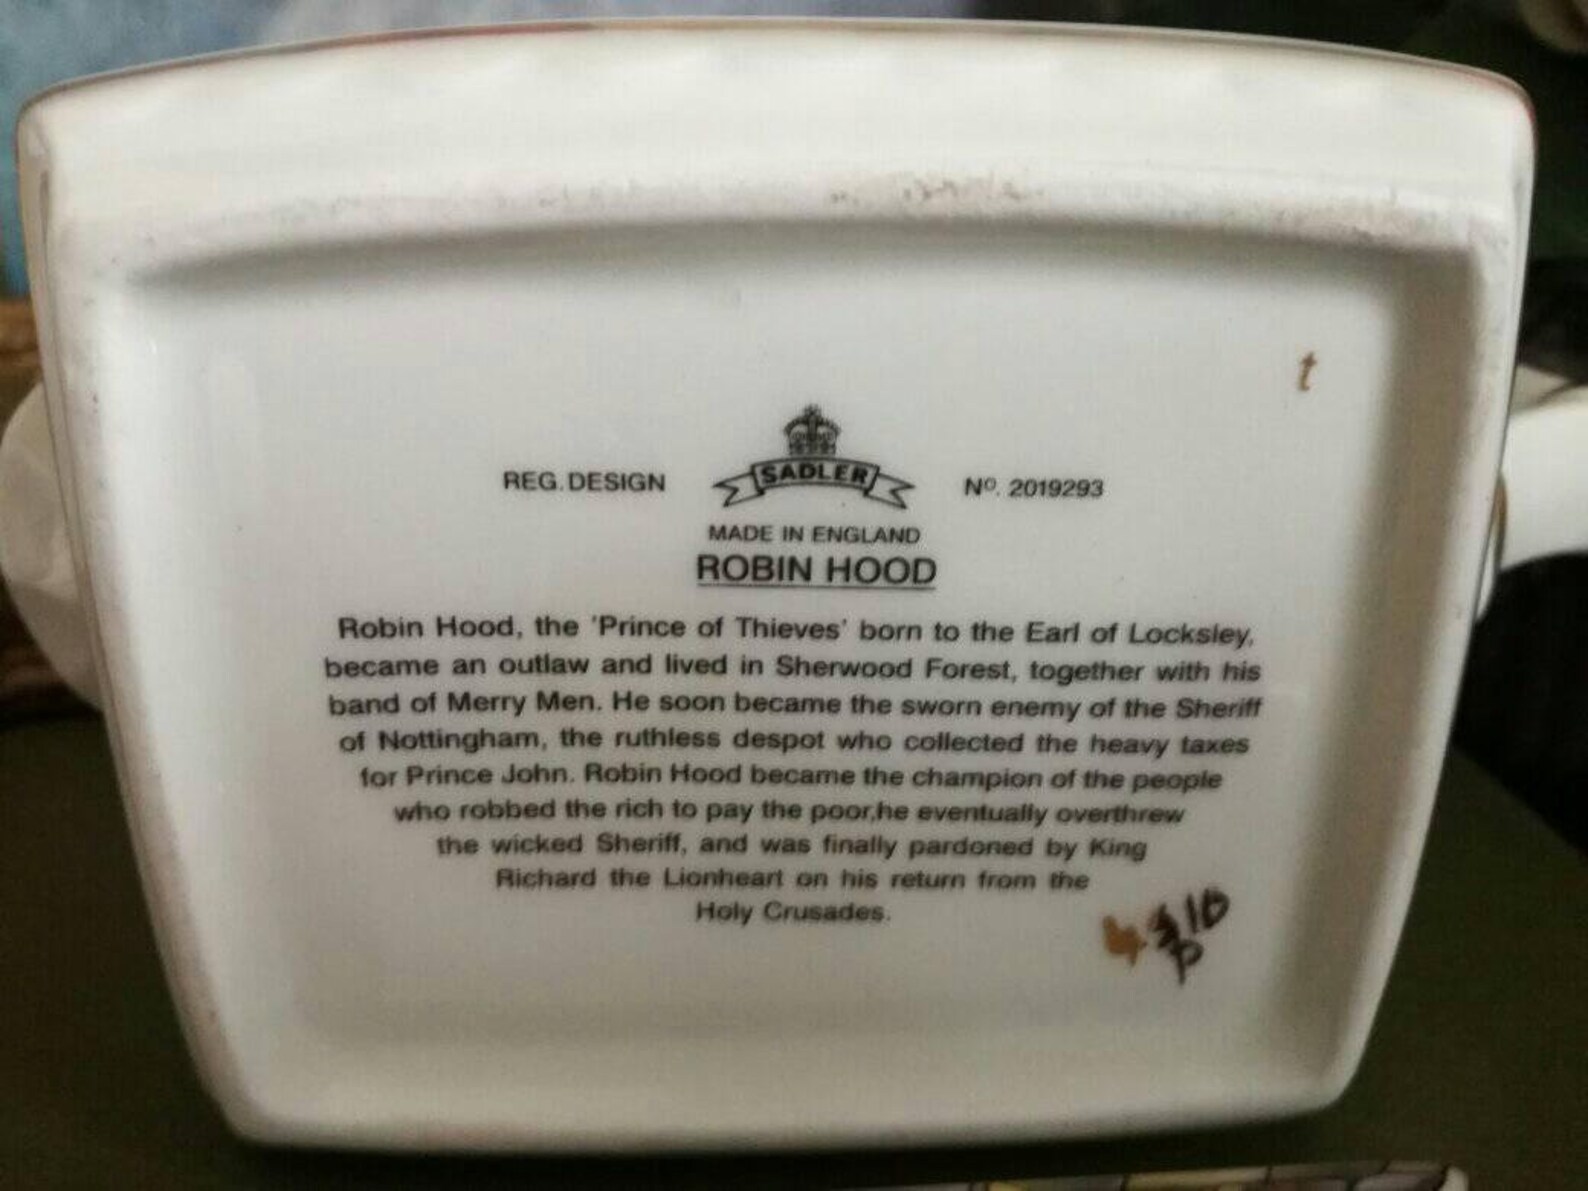 t
SADLER
REG. DESIGN Nº. 2019293
MADE IN ENGLAND
ROBIN HOOD
Robin Hood, the 'Prince of Thieves' born to the Earl of Locksley,
became an outlaw and lived in Sherwood Forest, together with his
band of Merry Men. He soon became the sworn enemy of the Sheriff
of Nottingham, the ruthless despot who collected the heavy taxes
for Prince John. Robin Hood became the champion of the people
who robbed the rich to pay the poor,he eventually overthrew
the wicked Sheriff, and was finally pardoned by King
Richard the Lionheart on his return from the
Holy Crusades.
4